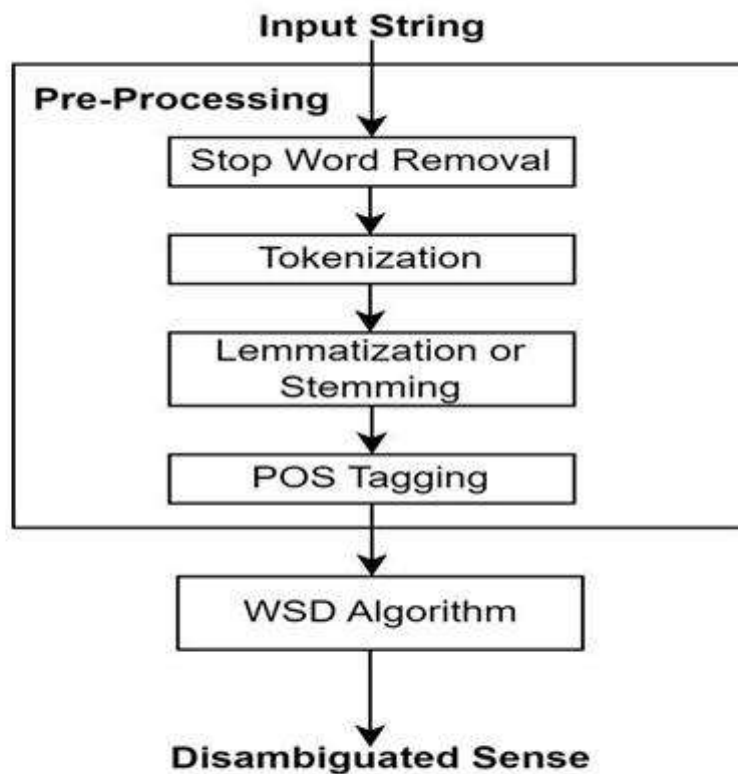 Input String
Pre-Processing
Stop Word Removal
Tokenization
Lemmatization or
Stemming
POS Tagging
WSD Algorithm
Disambiguated Sense